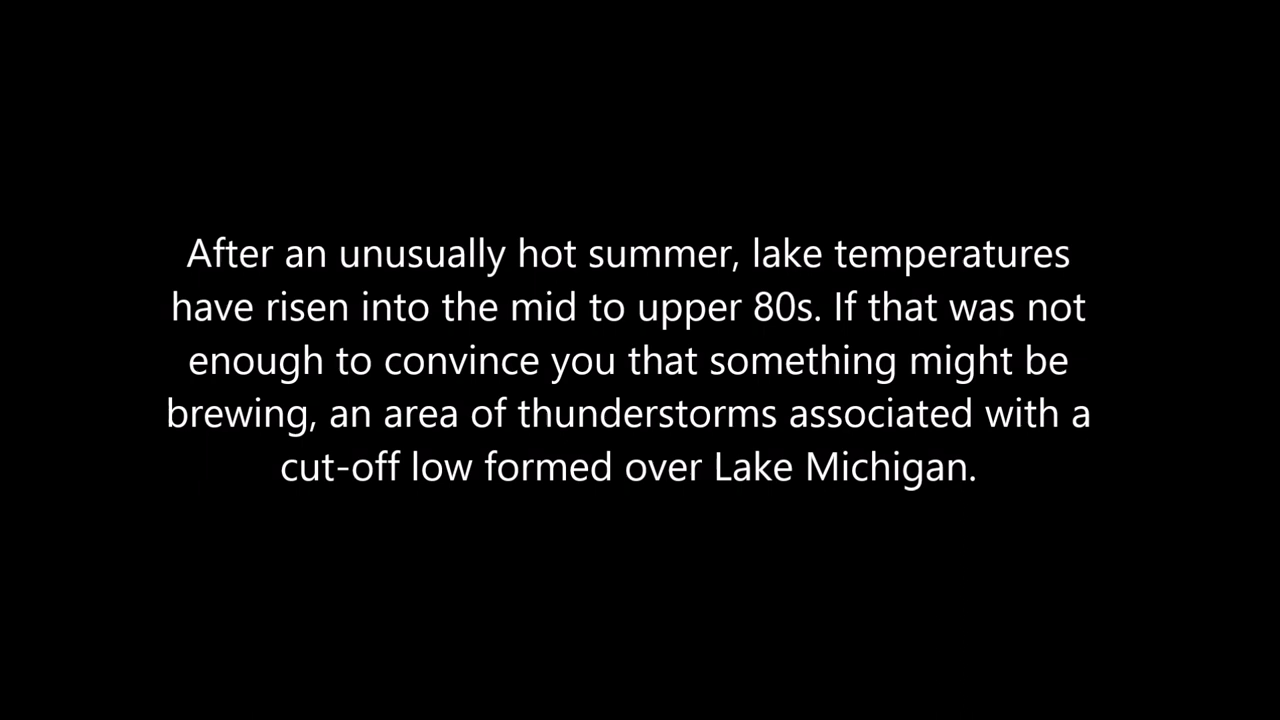 After an unusually hot summer, lake temperatures
have risen into the mid to upper 80s. If that was not
enough to convince you that something might be
brewing, an area of thunderstorms associated with a
cut-off low formed over Lake Michigan.